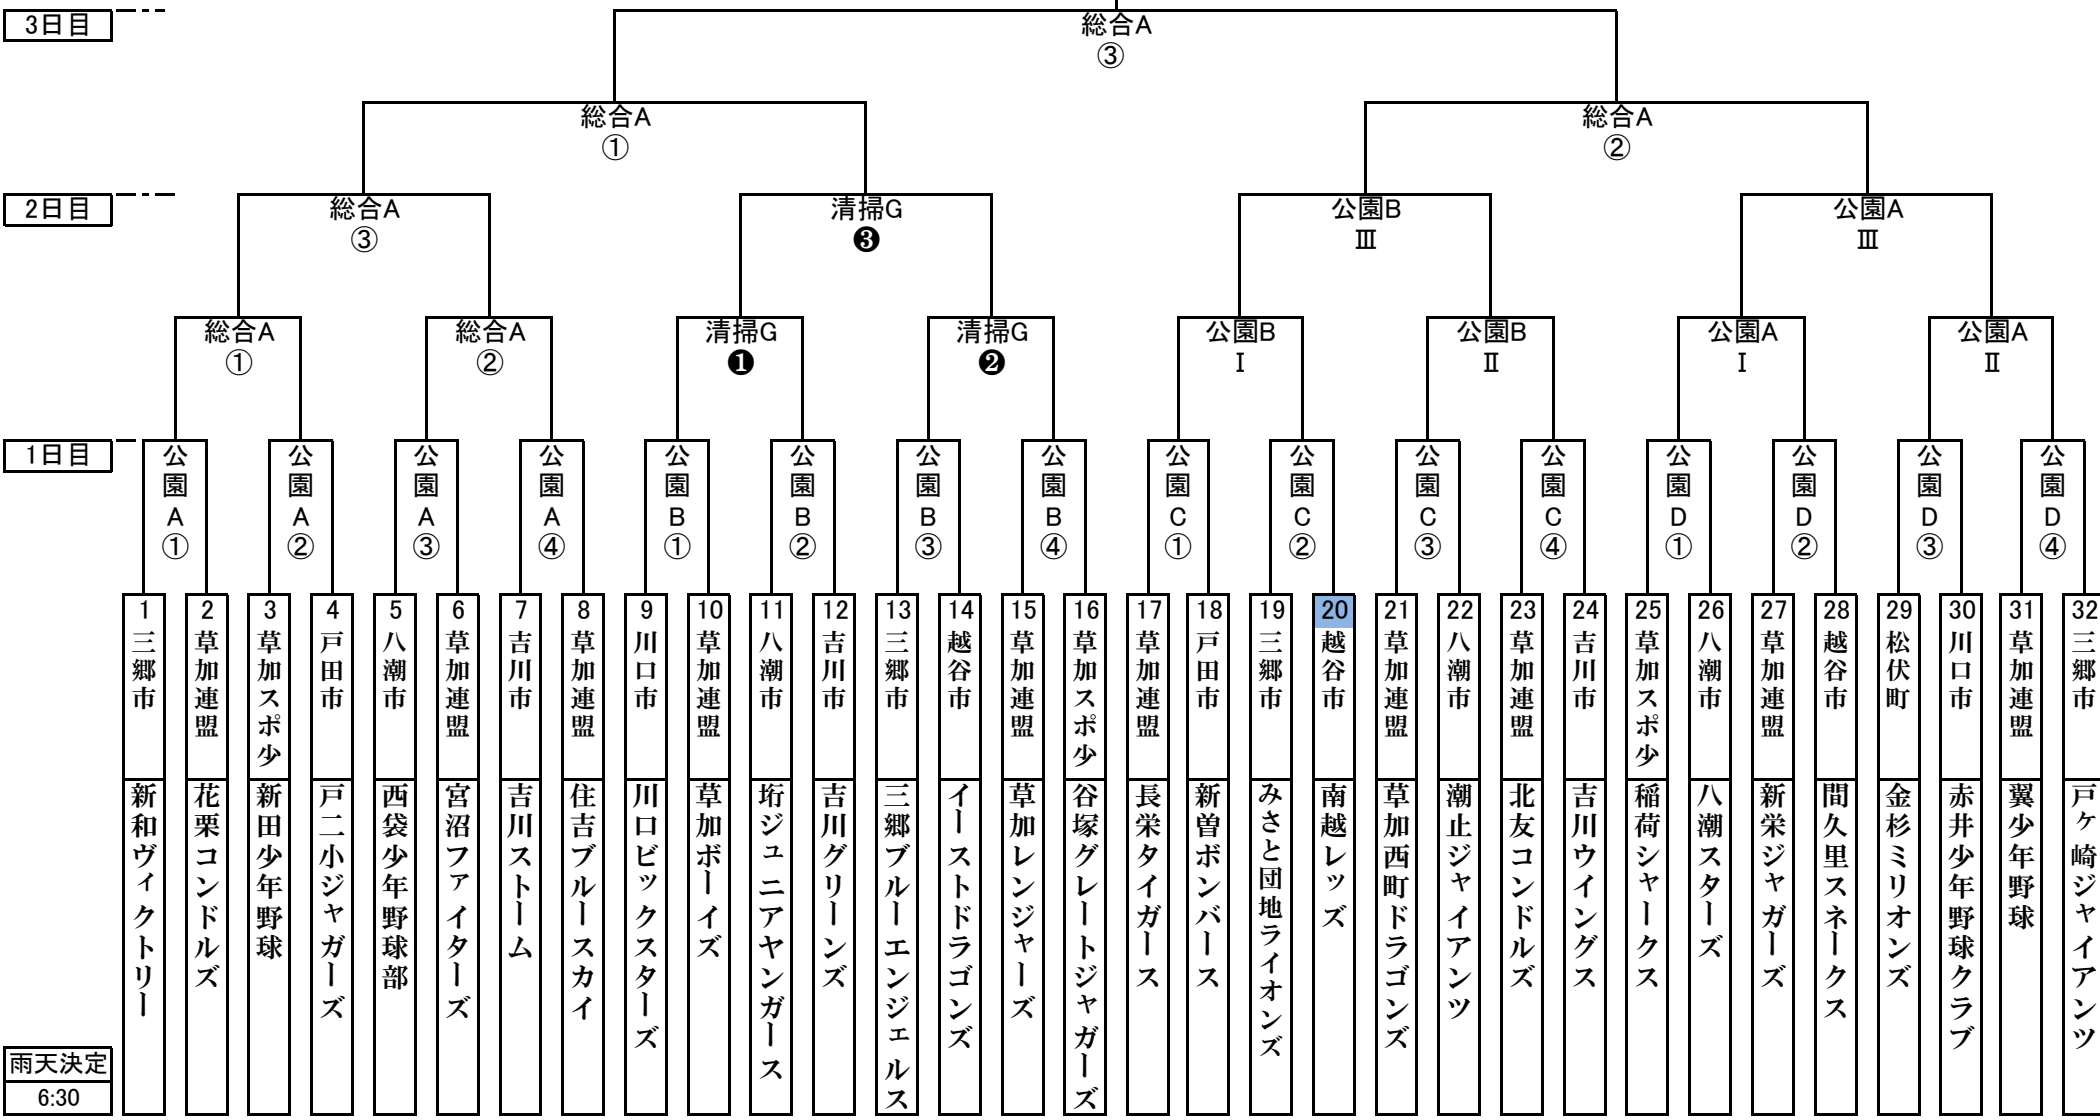 3日目
総合A
③
総合A
①
総合A
②
2日目
総合A
③
清掃G
❸
公園B
Ⅲ
公園A
Ⅲ
総合A
①
総合A
②
清掃G
❶
清掃G
❷
公園B
Ⅰ
公園B
Ⅱ
公園A
Ⅰ
公園A
Ⅱ
1日目
公園A①
公園A②
公園A③
公園A④
公園B①
公園B②
公園B③
公園B④
公園C①
公園C②
公園C③
公園C④
公園D①
公園D②
公園D③
公園D④
1 三郷市 新和ヴィクトリー
2 草加連盟 花栗コンドルズ
3 草加スポ少 新田少年野球
4 戸田市 戸二小ジャガーズ
5 八潮市 西袋少年野球部
6 草加連盟 宮沼ファイターズ
7 吉川市 吉川ストーム
8 草加連盟 住吉ブルースカイ
9 川口市 川口ビックスターズ
10 草加連盟 草加ボーイズ
11 八潮市 垳ジュニアヤンガース
12 吉川市 吉川グリーンズ
13 三郷市 三郷ブルーエンジェルス
14 越谷市 イーストドラゴンズ
15 草加連盟 草加レンジャーズ
16 草加スポ少 谷塚グレートジャガーズ
17 草加連盟 長栄タイガース
18 戸田市 新曽ボンバース
19 三郷市 みさと団地ライオンズ
20 越谷市 南越レッズ
21 草加連盟 草加西町ドラゴンズ
22 八潮市 潮止ジャイアンツ
23 草加連盟 北友コンドルズ
24 吉川市 吉川ウイングス
25 草加スポ少 稲荷シャークス
26 八潮市 八潮スターズ
27 草加連盟 新栄ジャガーズ
28 越谷市 間久里スネークス
29 松伏町 金杉ミリオンズ
30 川口市 赤井少年野球クラブ
31 草加連盟 翼少年野球
32 三郷市 戸ヶ崎ジャイアンツ
雨天決定
6:30